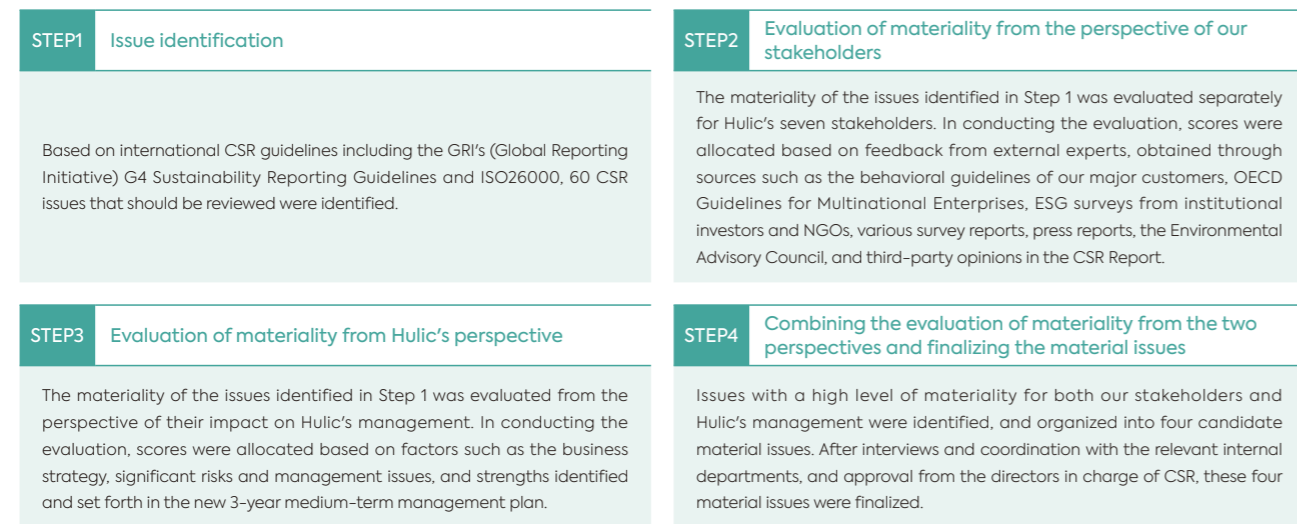 STEP1 Issue identification
Based on international CSR guidelines including the GRI's (Global Reporting
Initiative) G4 Sustainability Reporting Guidelines and ISO26000, 60 CSR
issues that should be reviewed were identified.
STEP2 Evaluation of materiality from the perspective of our
stakeholders
The materiality of the issues identified in Step 1 was evaluated separately
for Hulic's seven stakeholders. In conducting the evaluation, scores were
allocated based on feedback from external experts, obtained through
sources such as the behavioral guidelines of our major customers, OECD
Guidelines for Multinational Enterprises, ESG surveys from institutional
investors and NGOs, various survey reports, press reports, the Environmental
Advisory Council, and third-party opinions in the CSR Report.
STEP3 Evaluation of materiality from Hulic's perspective
The materiality of the issues identified in Step 1 was evaluated from the
perspective of their impact on Hulic's management. In conducting the
evaluation, scores were allocated based on factors such as the business
strategy, significant risks and management issues, and strengths identified
and set forth in the new 3-year medium-term management plan.
STEP4 Combining the evaluation of materiality from the two
perspectives and finalizing the material issues
Issues with a high level of materiality for both our stakeholders and
Hulic's management were identified, and organized into four candidate
material issues. After interviews and coordination with the relevant internal
departments, and approval from the directors in charge of CSR, these four
material issues were finalized.